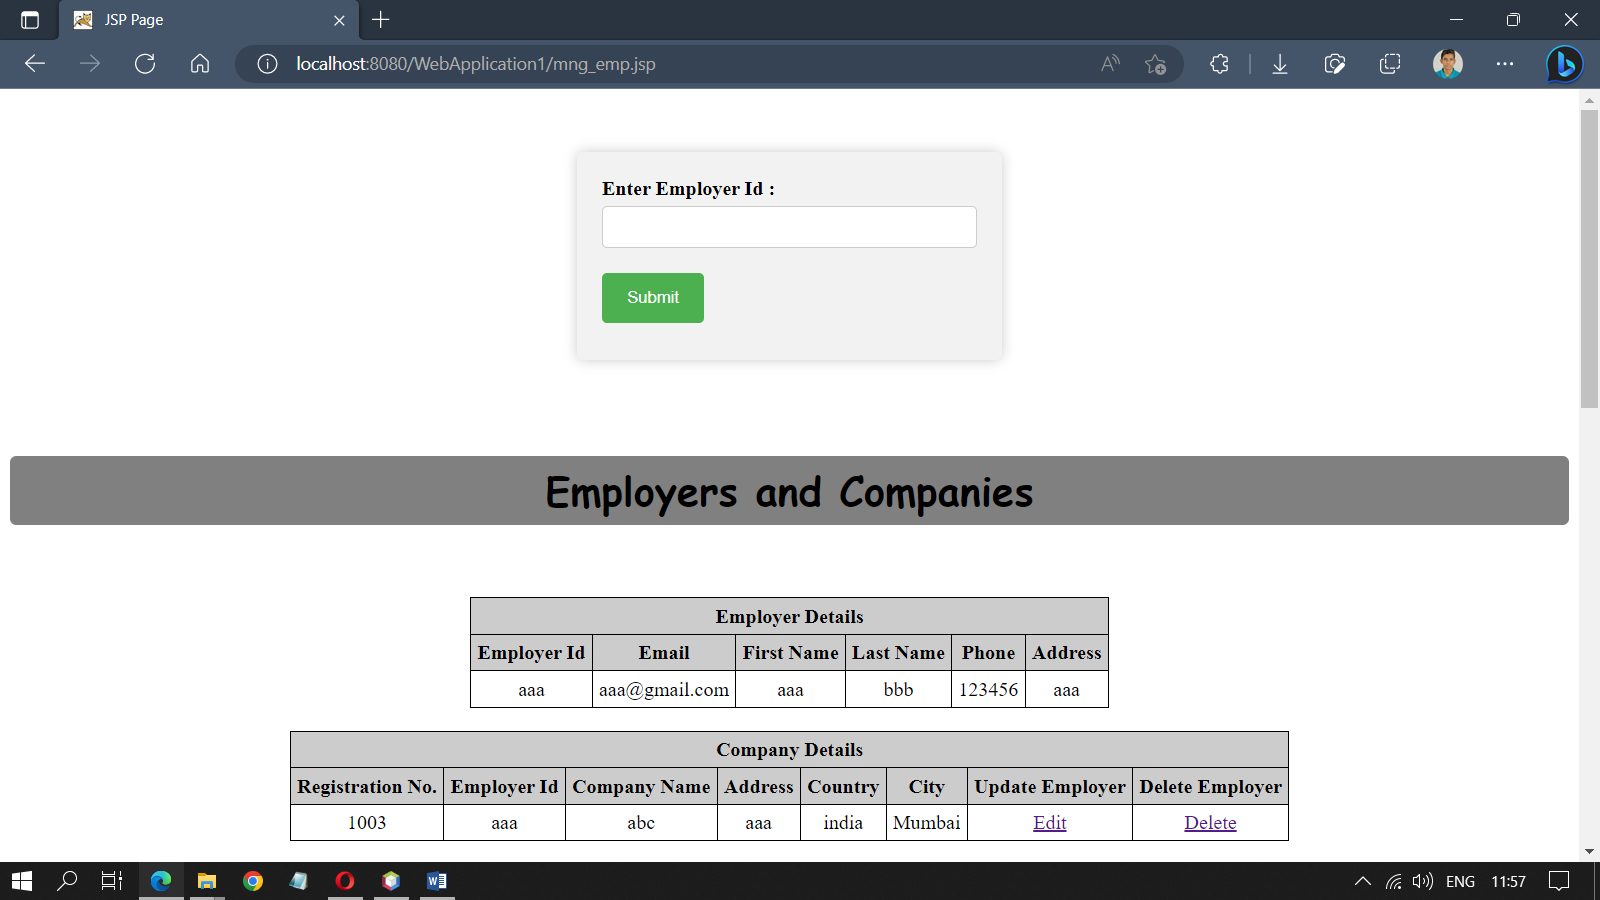 JSP Page
localhost:8080/WebApplication1/mng_emp.jsp
Enter Employer Id :
Submit
Employers and Companies
Employer Details
Employer Id Email First Name Last Name Phone Address
aaa aaa@gmail.com aaa bbb 123456 aaa
Company Details
Registration No. Employer Id Company Name Address Country City Update Employer Delete Employer
1003 aaa abc aaa india Mumbai Edit Delete
ENG 11:57